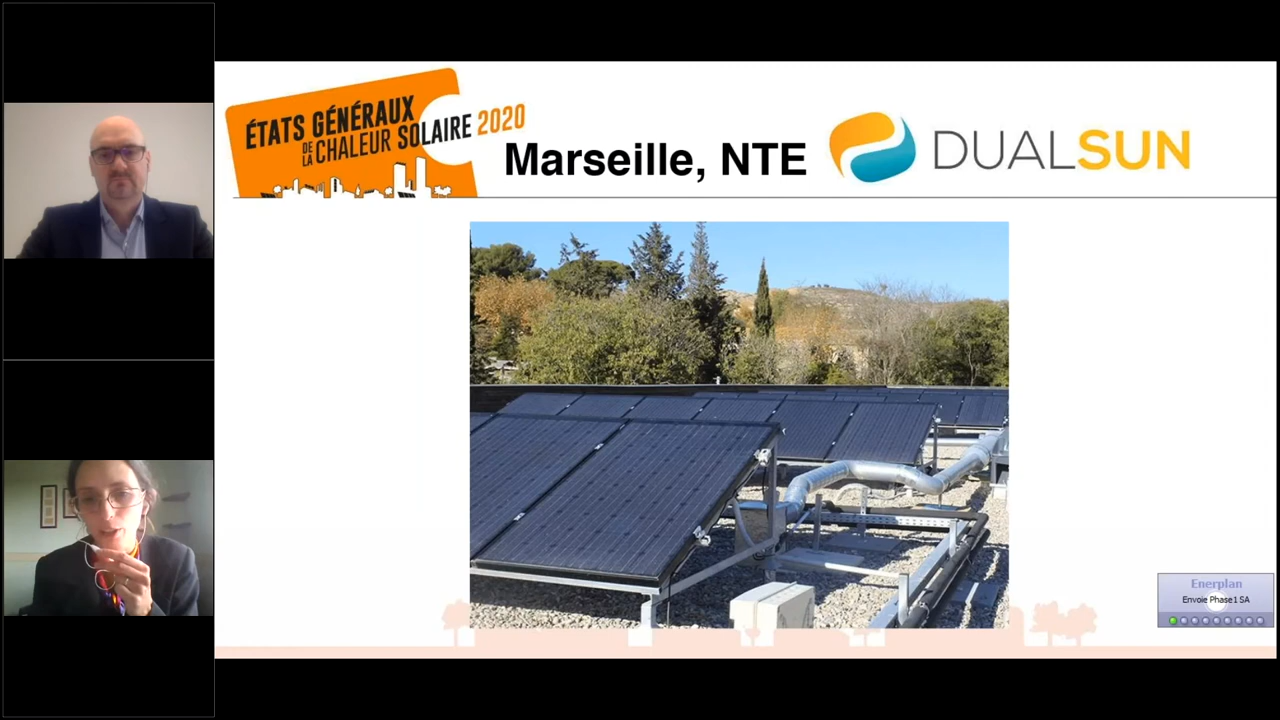 ÉTATS GÉNÉRAUX
DE LA CHALEUR SOLAIRE 2020
Marseille, NTE
DUALSUN
Enerplan
Envoie Phase1 SA